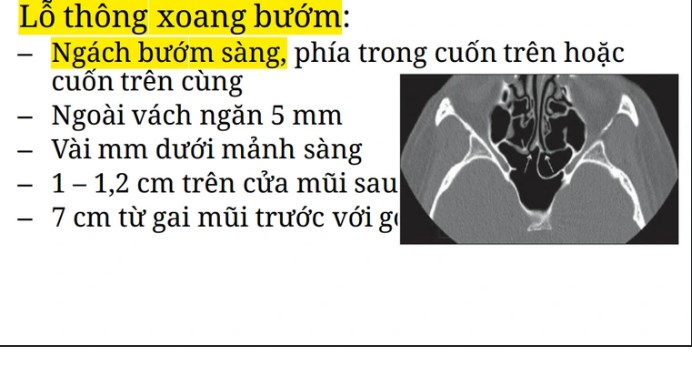 Lỗ thông xoang bướm:
– Ngách bướm sàng, phía trong cuốn trên hoặc
cuốn trên cùng
– Ngoài vách ngăn 5 mm
– Vài mm dưới mảnh sàng
– 1 – 1,2 cm trên cửa mũi sau
– 7 cm từ gai mũi trước với